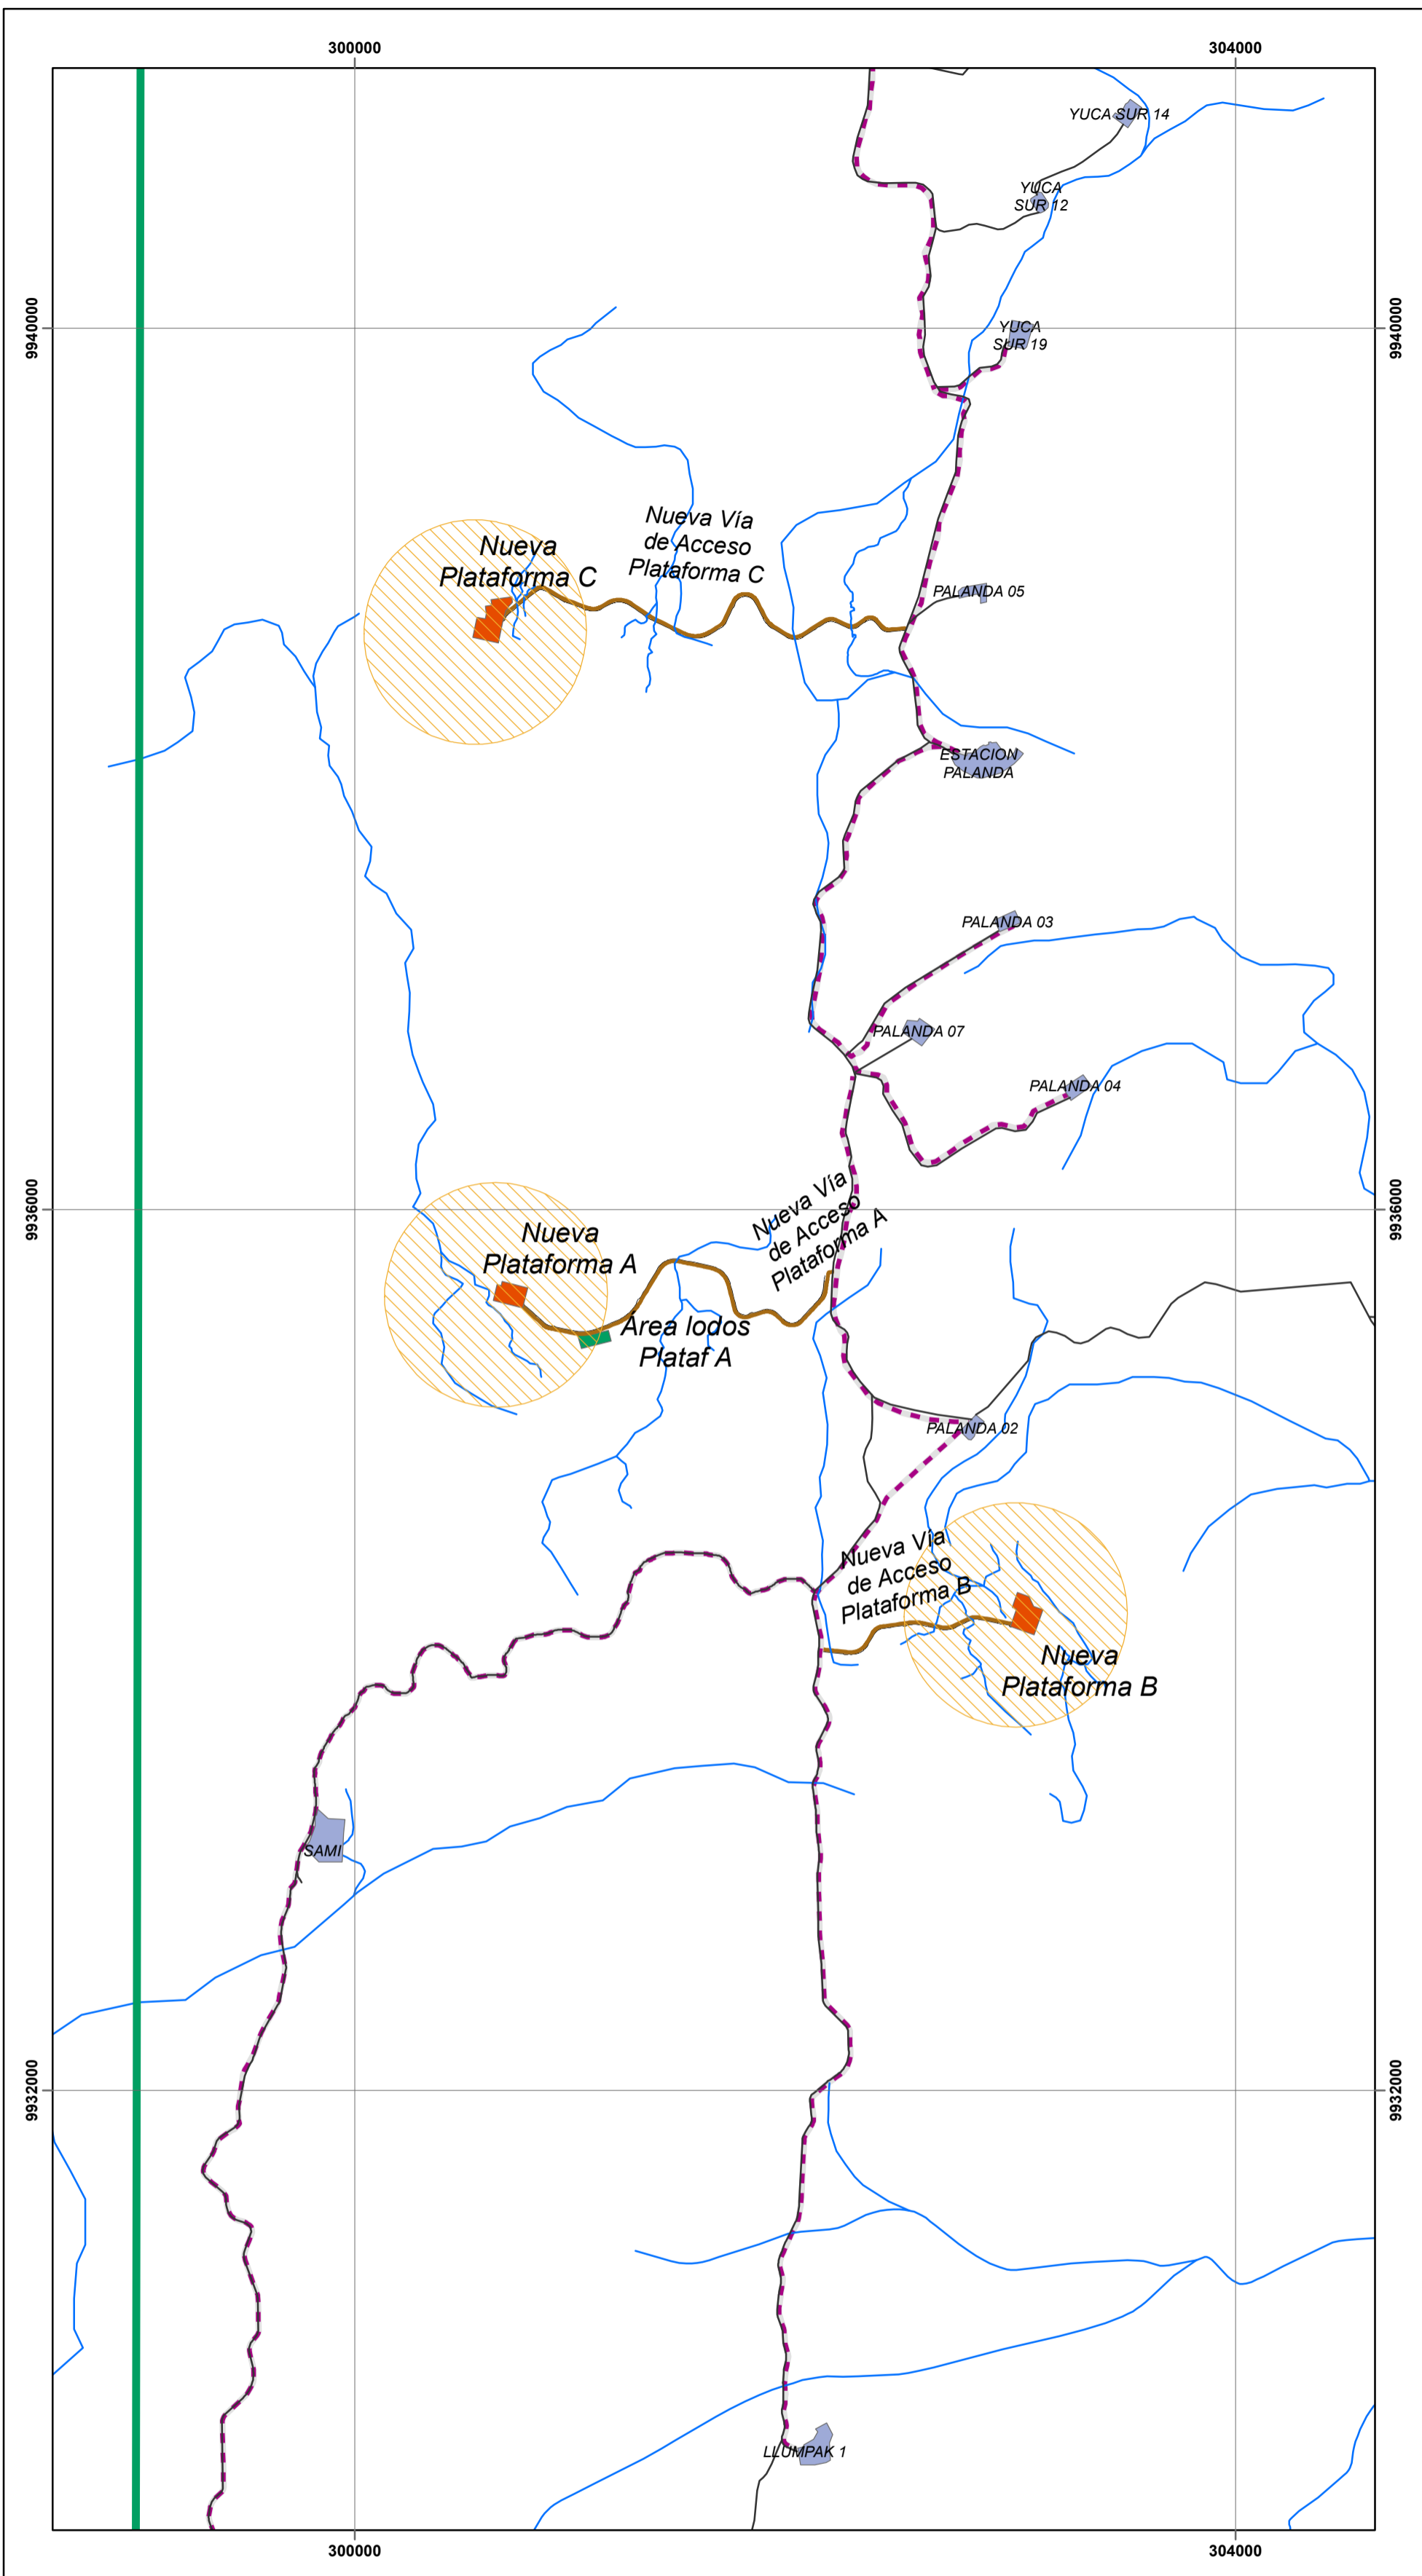 300000
304000
YUCA SUR 14
YUCA
SUR 12
9940000
9940000
YUCA
SUR 19
Nueva Vía
de Acceso
Plataforma C
Nueva
Plataforma C
PALANDA 05
ESTACION
PALANDA
PALANDA 03
PALANDA 07
PALANDA 04
9936000
9936000
Nueva Vía
de Acceso
Plataforma A
Nueva
Plataforma A
Área lodos
Plataf A
PALANDA 02
Nueva Vía
de Acceso
Plataforma B
Nueva
Plataforma B
SAMI
9932000
9932000
LLUMPAK 1
300000
304000